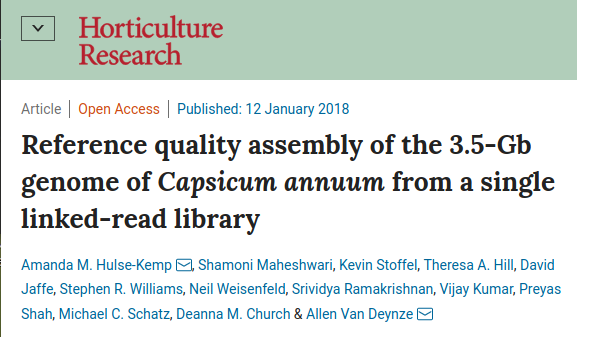 Horticulture
Research
Article | Open Access | Published: 12 January 2018
Reference quality assembly of the 3.5-Gb
genome of Capsicum annuum from a single
linked-read library
Amanda M. Hulse-Kemp, Shamoni Maheshwari, Kevin Stoffel, Theresa A. Hill, David
Jaffe, Stephen R. Williams, Neil Weisenfeld, Srividya Ramakrishnan, Vijay Kumar, Preyas
Shah, Michael C. Schatz, Deanna M. Church & Allen Van Deynze